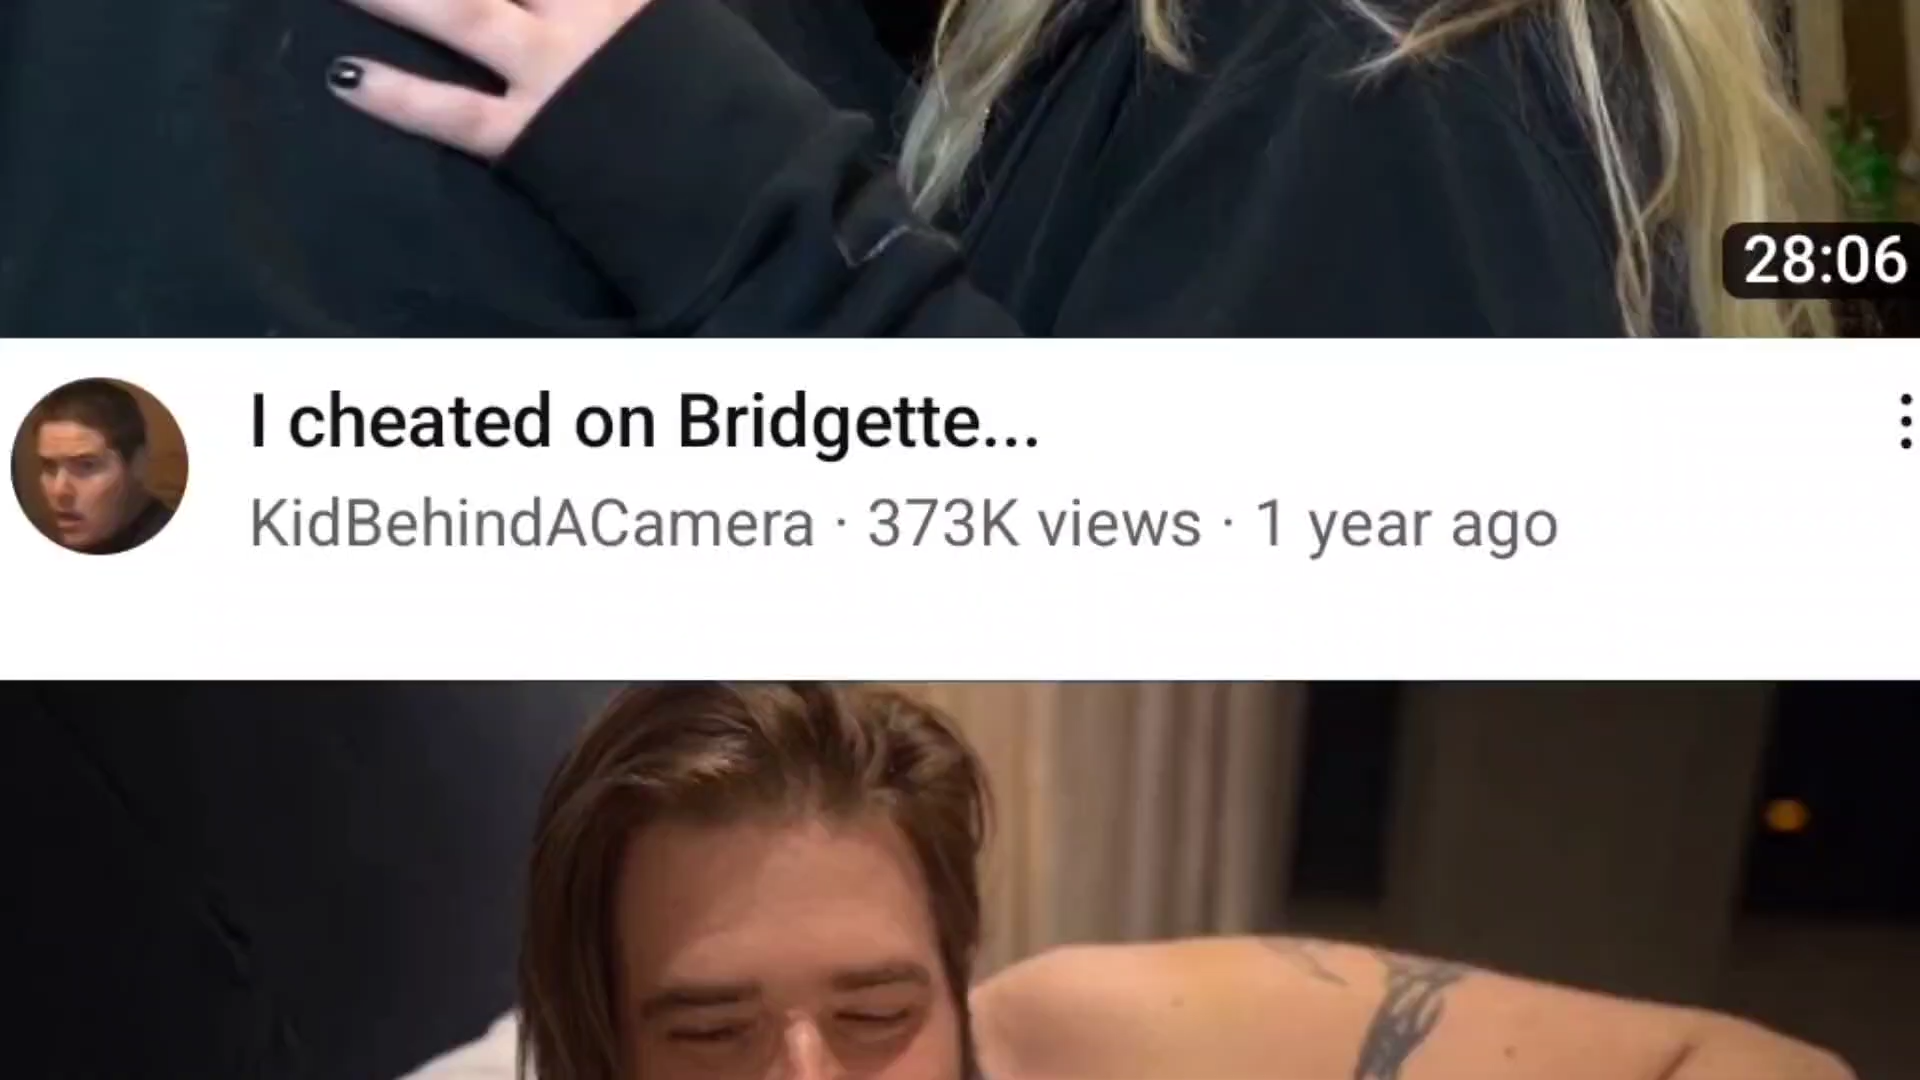 28:06
I cheated on Bridgette...
KidBehindACamera · 373K views · 1 year ago